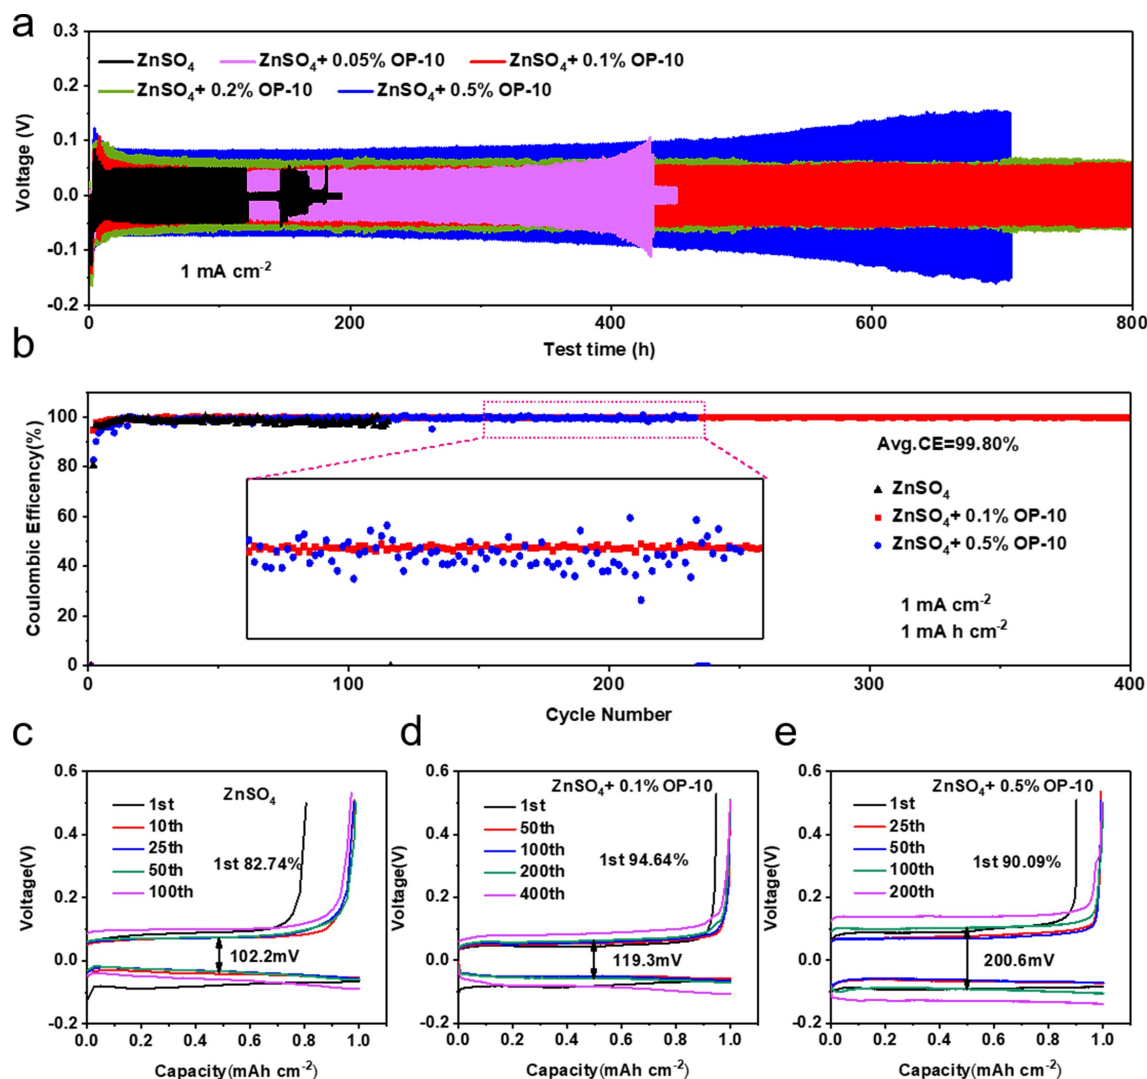 a
0.3
0.2
0.1
0.0
-0.1
-0.2
Voltage (V)
ZnSO₄ ZnSO₄+ 0.05% OP-10 ZnSO₄+ 0.1% OP-10
ZnSO₄+ 0.2% OP-10 ZnSO₄+ 0.5% OP-10
1 mA cm⁻²
0 200 400 600 800
Test time (h)
b
100
80
60
40
20
0
Coulombic Efficency(%)
Avg.CE=99.80%
ZnSO₄
ZnSO₄+ 0.1% OP-10
ZnSO₄+ 0.5% OP-10
1 mA cm⁻²
1 mA h cm⁻²
0 100 200 300 400
Cycle Number
c
0.6
0.4
0.2
0.0
-0.2
Voltage(V)
ZnSO₄
1st
10th
25th
50th
100th
1st 82.74%
102.2mV
0.0 0.2 0.4 0.6 0.8 1.0
Capacity(mAh cm⁻²)
d
0.6
0.4
0.2
0.0
-0.2
Voltage(V)
ZnSO₄+ 0.1% OP-10
1st
50th
100th
200th
400th
1st 94.64%
119.3mV
0.0 0.2 0.4 0.6 0.8 1.0
Capacity(mAh cm⁻²)
e
0.6
0.4
0.2
0.0
-0.2
Voltage(V)
ZnSO₄+ 0.5% OP-10
1st
25th
50th
100th
200th
1st 90.09%
200.6mV
0.0 0.2 0.4 0.6 0.8 1.0
Capacity(mAh cm⁻²)